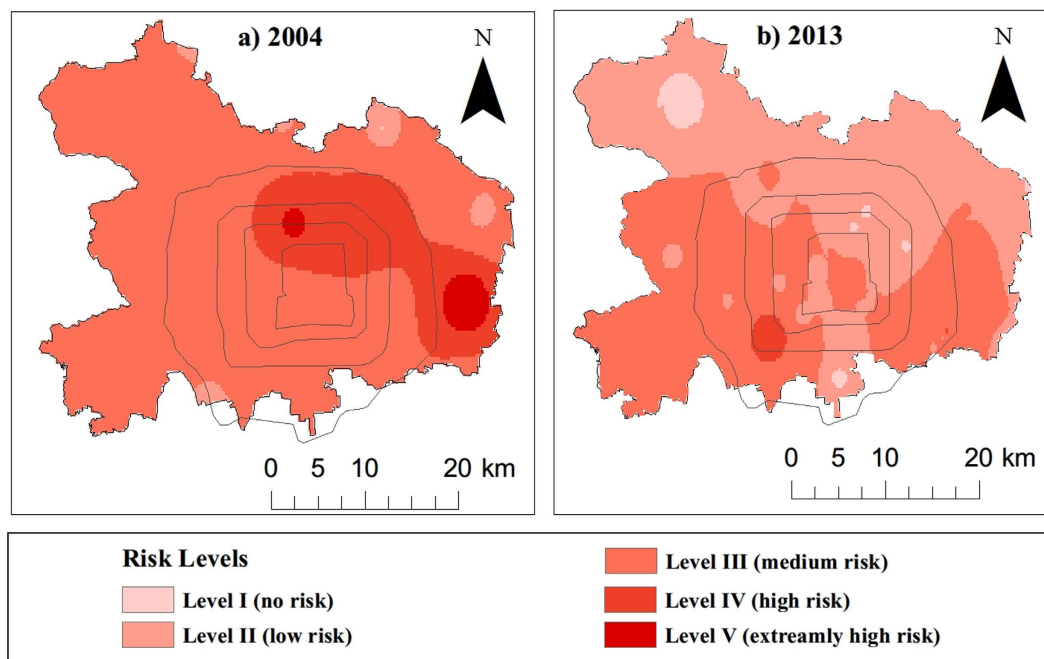 a) 2004
N
0 5 10 20 km
b) 2013
N
0 5 10 20 km
Risk Levels
Level I (no risk)
Level II (low risk)
Level III (medium risk)
Level IV (high risk)
Level V (extreamly high risk)